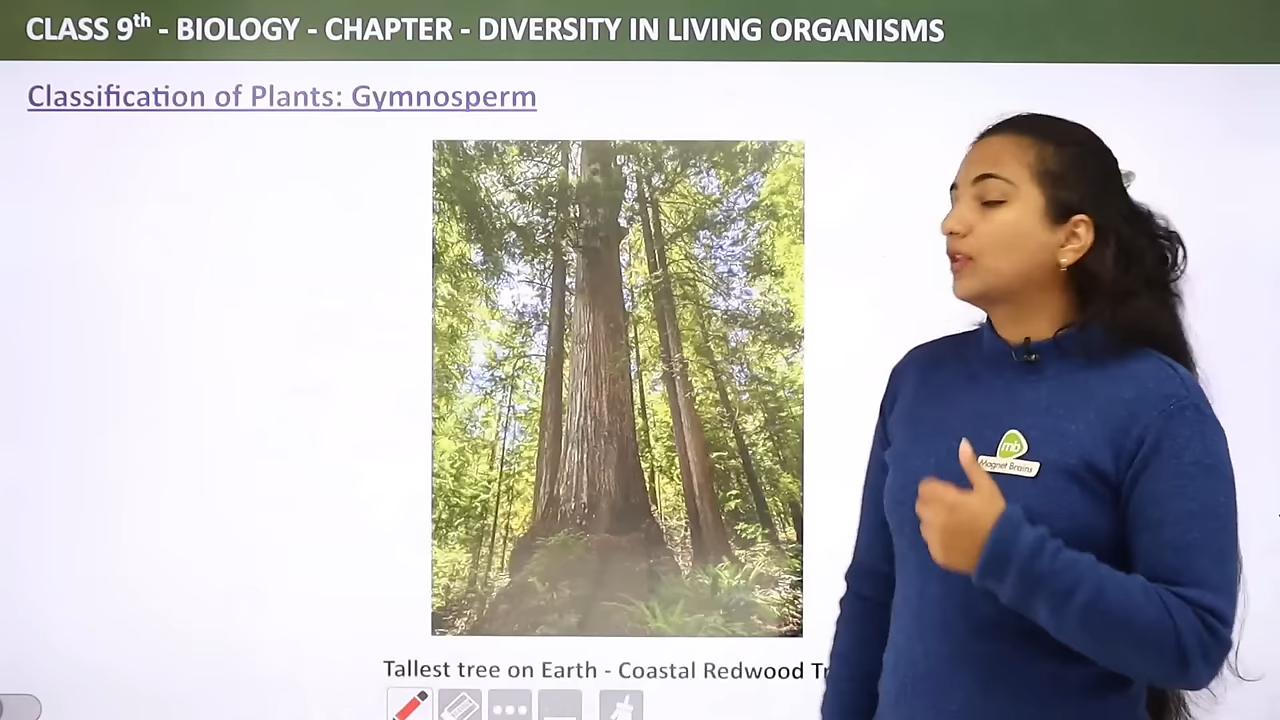 CLASS 9th - BIOLOGY - CHAPTER - DIVERSITY IN LIVING ORGANISMS
Classification of Plants: Gymnosperm
mb
Magnet Brains
Tallest tree on Earth - Coastal Redwood